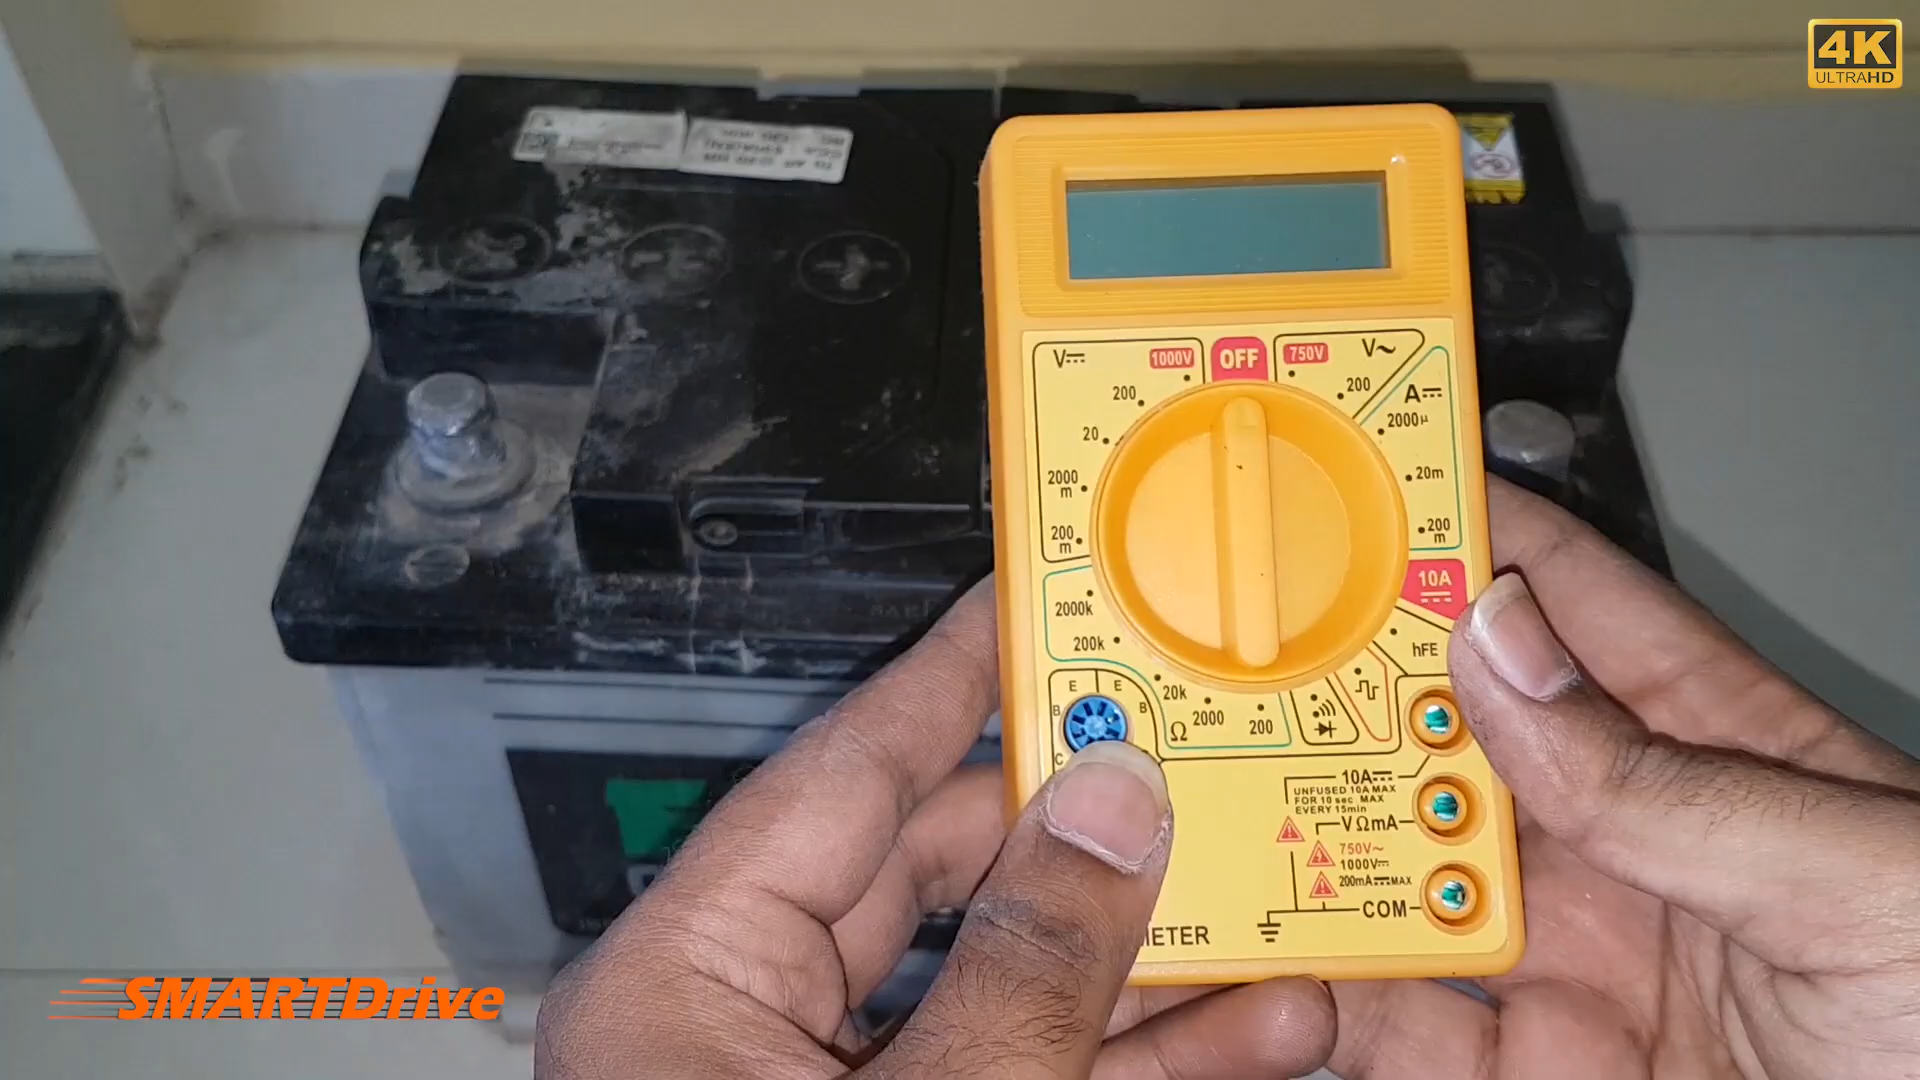 4K
ULTRAHD
V⎓
1000V
OFF
750V
V~
200
200
A⎓
2000µ
20
20m
2000
m
200
m
200
m
10A
⎓
2000k
200k
hFE
E E
B B
C
20k
2000
200
Ω
10A⎓
UNFUSED 10A MAX
FOR 10 sec MAX
EVERY 15min
VΩmA
750V~
1000V⎓
200mA⎓MAX
COM
METER
SMARTDrive